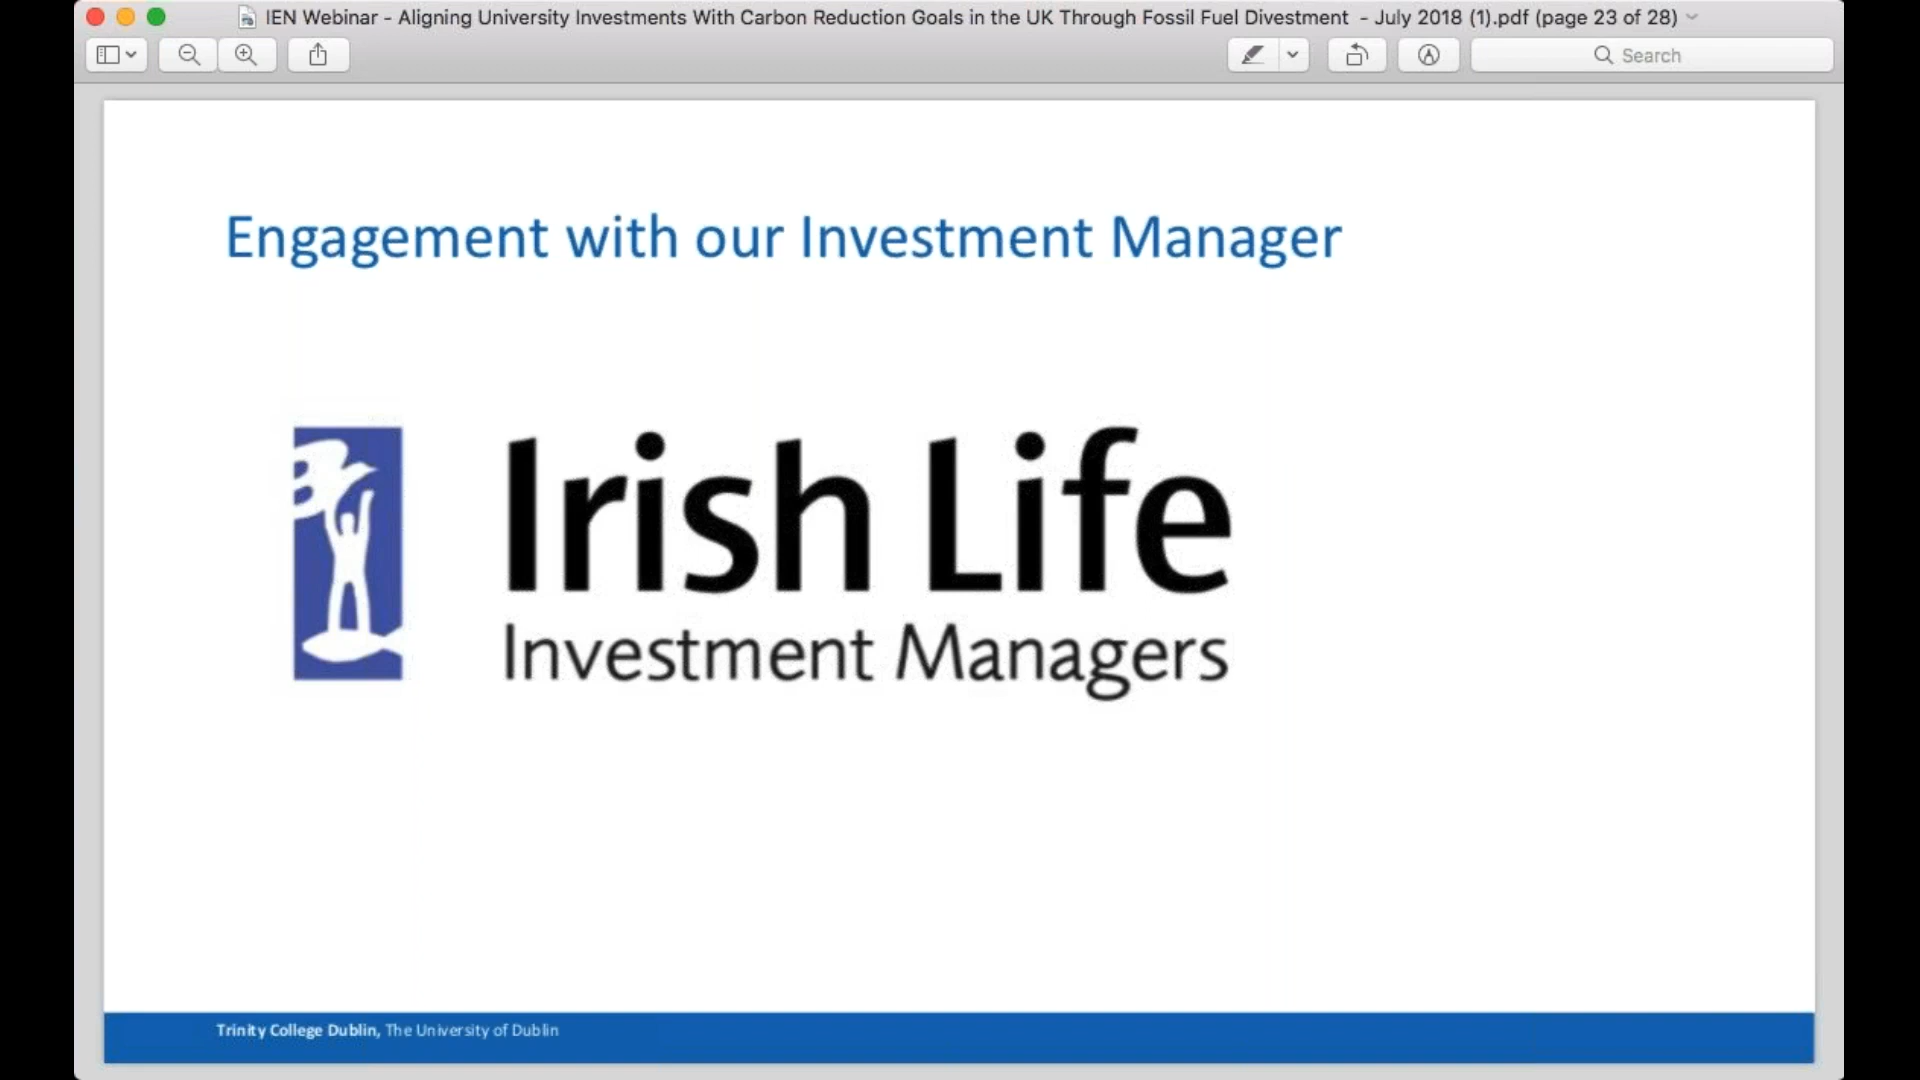 IEN Webinar - Aligning University Investments With Carbon Reduction Goals in the UK Through Fossil Fuel Divestment - July 2018 (1).pdf (page 23 of 28)
Search
Engagement with our Investment Manager
Irish Life
Investment Managers
Trinity College Dublin, The University of Dublin